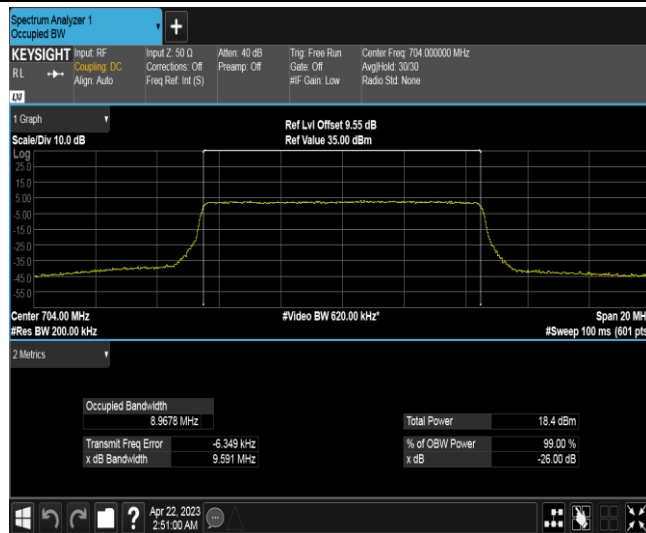 Spectrum Analyzer 1
Occupied BW
+
KEYSIGHT
RL
Input: RF
Coupling: DC
Align: Auto
Input Z: 50 Ω
Corrections: Off
Freq Ref: Int (S)
Atten: 40 dB
Preamp: Off
Trig: Free Run
Gate: Off
#IF Gain: Low
Center Freq: 704.000000 MHz
Avg|Hold: 30/30
Radio Std: None
1 Graph
Scale/Div 10.0 dB
Ref Lvl Offset 9.55 dB
Ref Value 35.00 dBm
Log
25.0
15.0
5.00
-5.00
-15.0
-25.0
-35.0
-45.0
-55.0
Center 704.00 MHz
#Res BW 200.00 kHz
#Video BW 620.00 kHz*
Span 20 MH
#Sweep 100 ms (601 pts
2 Metrics
Occupied Bandwidth
8.9678 MHz
Transmit Freq Error -6.349 kHz
x dB Bandwidth 9.591 MHz
Total Power 18.4 dBm
% of OBW Power 99.00 %
x dB -26.00 dB
?
Apr 22, 2023
2:51:00 AM